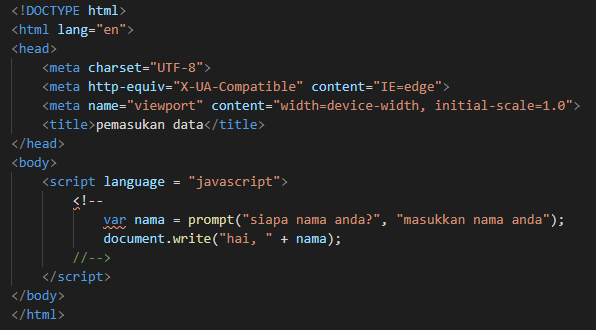 <!DOCTYPE html>
<html lang="en">
<head>
    <meta charset="UTF-8">
    <meta http-equiv="X-UA-Compatible" content="IE=edge">
    <meta name="viewport" content="width=device-width, initial-scale=1.0">
    <title>pemasukan data</title>
</head>
<body>
    <script language = "javascript">
        <!--
            var nama = prompt("siapa nama anda?", "masukkan nama anda");
            document.write("hai, " + nama);
        //-->
    </script>
</body>
</html>